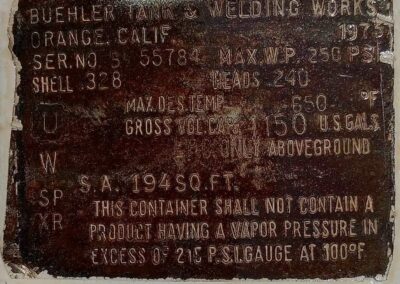 BUEHLER TANK & WELDING WORKS
ORANGE, CALIF. 1973
SER.NO. 55784 MAX.W.P. 250 PSI
SHELL .328 HEADS .240
MAX.DES.TEMP. 650 °F
U GROSS VOL.CAP. 1150 U.S.GALS
ONLY ABOVEGROUND
W
S.A. 194 SQ.FT.
SP THIS CONTAINER SHALL NOT CONTAIN A
XR PRODUCT HAVING A VAPOR PRESSURE IN
EXCESS OF 215 P.S.I.GAUGE AT 100°F